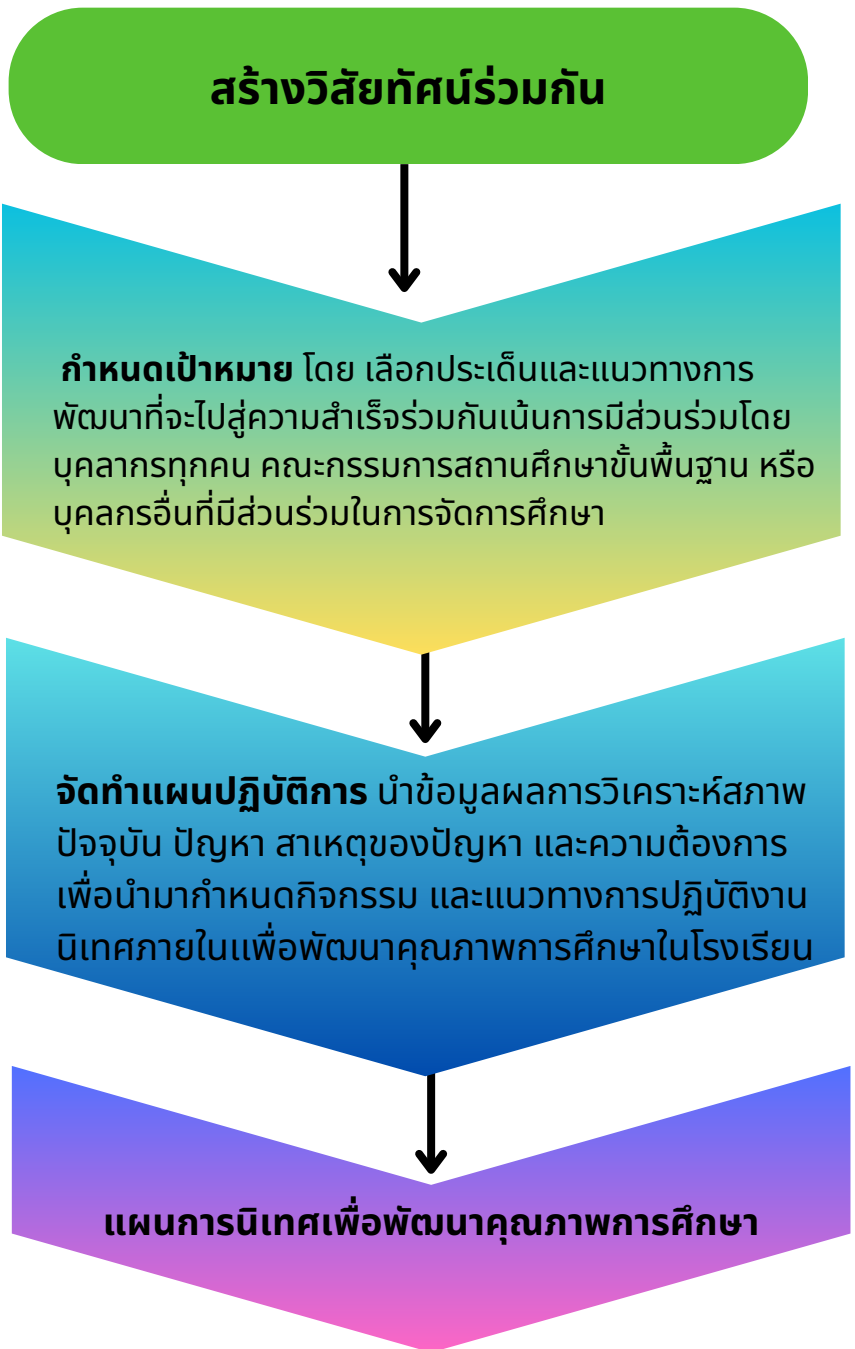 สร้างวิสัยทัศน์ร่วมกัน
กำหนดเป้าหมาย โดย เลือกประเด็นและแนวทางการ
พัฒนาที่จะไปสู่ความสำเร็จร่วมกันเน้นการมีส่วนร่วมโดย
บุคลากรทุกคน คณะกรรมการสถานศึกษาขั้นพื้นฐาน หรือ
บุคลกรอื่นที่มีส่วนร่วมในการจัดการศึกษา
จัดทำแผนปฏิบัติการ นำข้อมูลผลการวิเคราะห์สภาพ
ปัจจุบัน ปัญหา สาเหตุของปัญหา และความต้องการ
เพื่อนำมากำหนดกิจกรรม และแนวทางการปฏิบัติงาน
นิเทศภายในแพื่อพัฒนาคุณภาพการศึกษาในโรงเรียน
แผนการนิเทศเพื่อพัฒนาคุณภาพการศึกษา